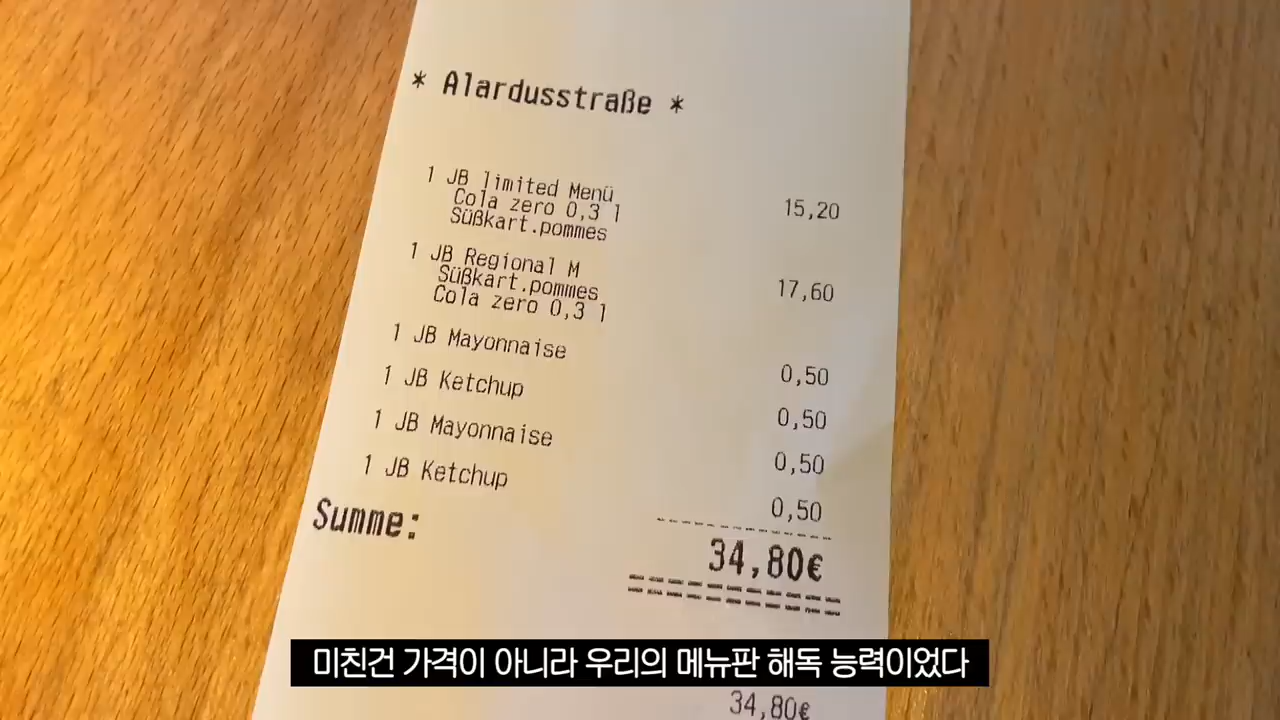 * Alardusstraße *
1 JB limited Menü 15,20
Cola zero 0,3 l
Süßkart.pommes
1 JB Regional M 17,60
Süßkart.pommes
Cola zero 0,3 l
1 JB Mayonnaise 0,50
1 JB Ketchup 0,50
1 JB Mayonnaise 0,50
1 JB Ketchup 0,50
Summe: 34,80€
미친건 가격이 아니라 우리의 메뉴판 해독 능력이었다
34,80€